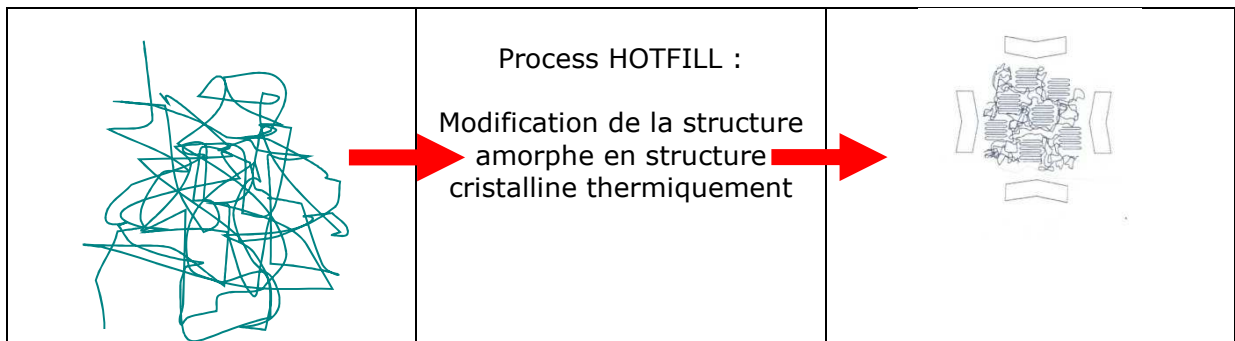 Process HOTFILL :
Modification de la structure
amorphe en structure
cristalline thermiquement